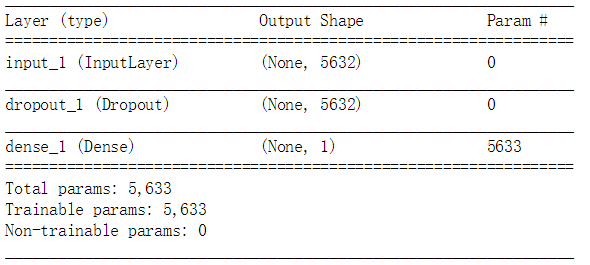 Layer (type) Output Shape Param #
input_1 (InputLayer) (None, 5632) 0
dropout_1 (Dropout) (None, 5632) 0
dense_1 (Dense) (None, 1) 5633
Total params: 5,633
Trainable params: 5,633
Non-trainable params: 0